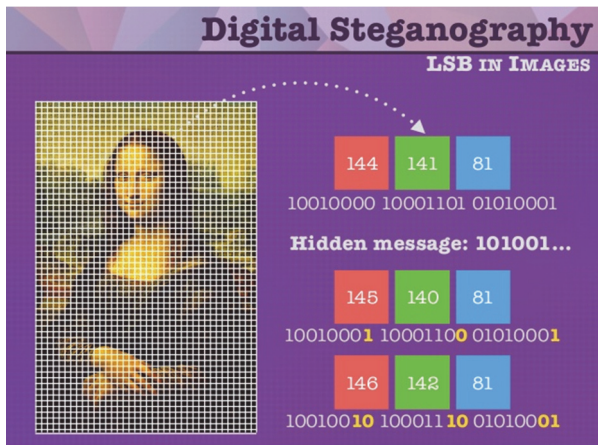 Digital Steganography
LSB IN IMAGES
144 141 81
10010000 10001101 01010001
Hidden message: 101001...
145 140 81
10010001 10001100 01010001
146 142 81
10010010 10001110 01010001